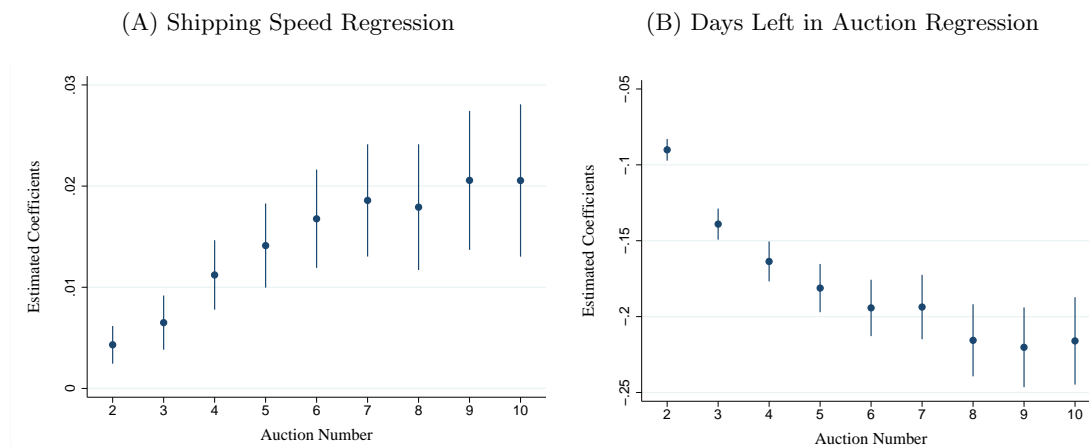 (A) Shipping Speed Regression
.03
.02
.01
0
Estimated Coefficients
2 3 4 5 6 7 8 9 10
Auction Number
(B) Days Left in Auction Regression
-.05
-.1
-.15
-.2
-.25
Estimated Coefficients
2 3 4 5 6 7 8 9 10
Auction Number